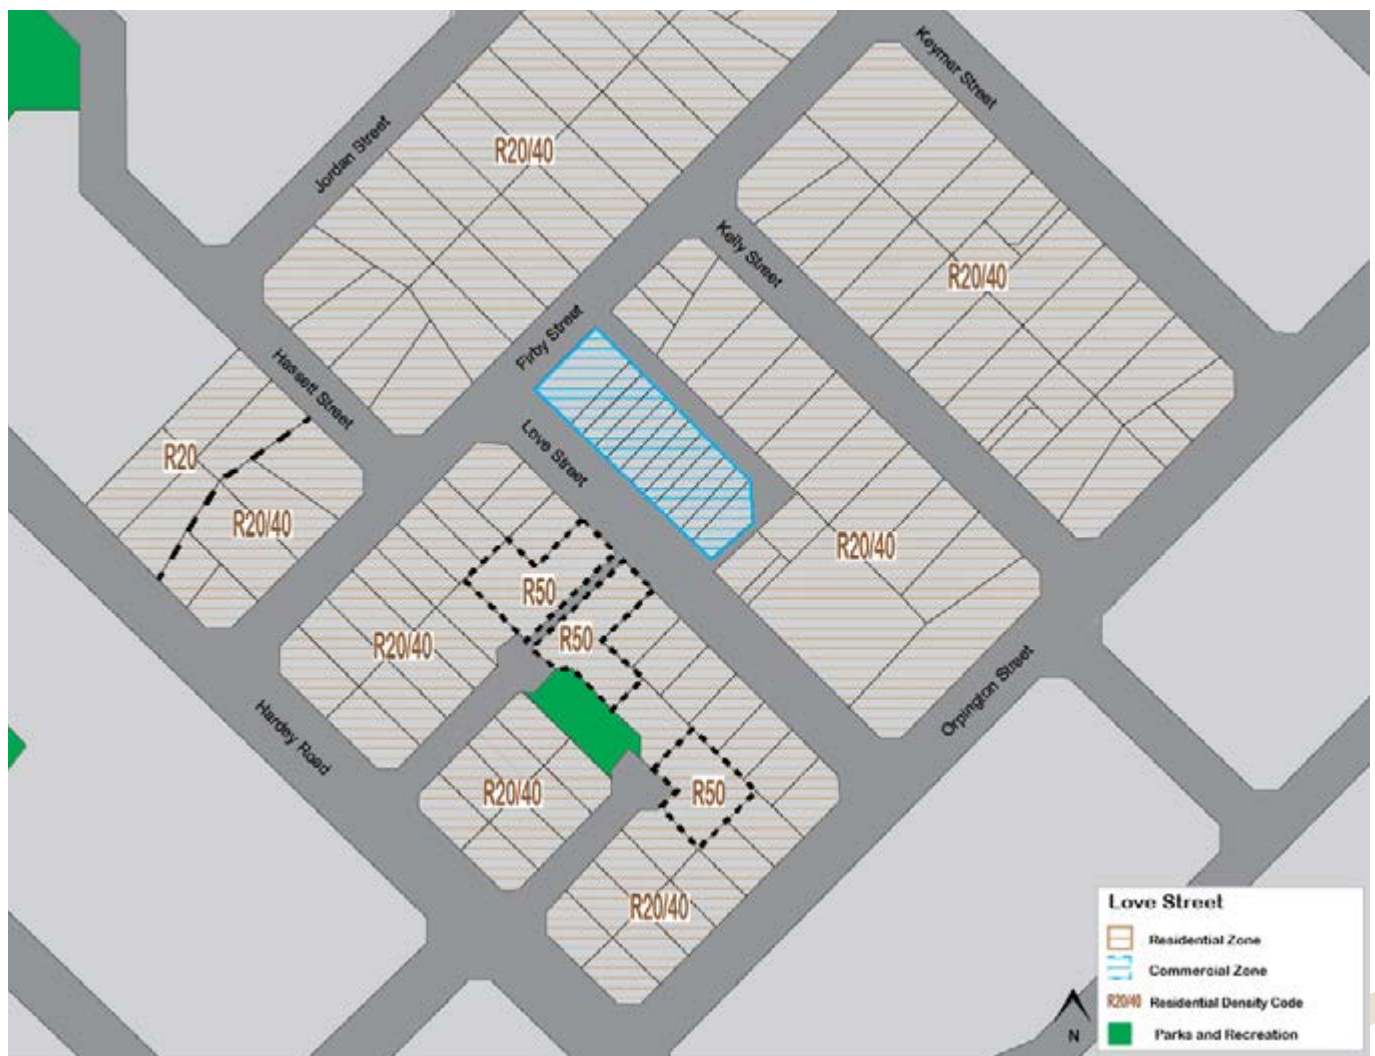 Keymer Street
Jordan Street
R20/40
Kelly Street
R20/40
Firby Street
Hassett Street
Love Street
R20
R20/40
R20/40
R50
R50
R20/40
Orpington Street
Hardey Road
R20/40
R50
R20/40
Love Street
Residential Zone
Commercial Zone
R20/40 Residential Density Code
Parks and Recreation
N